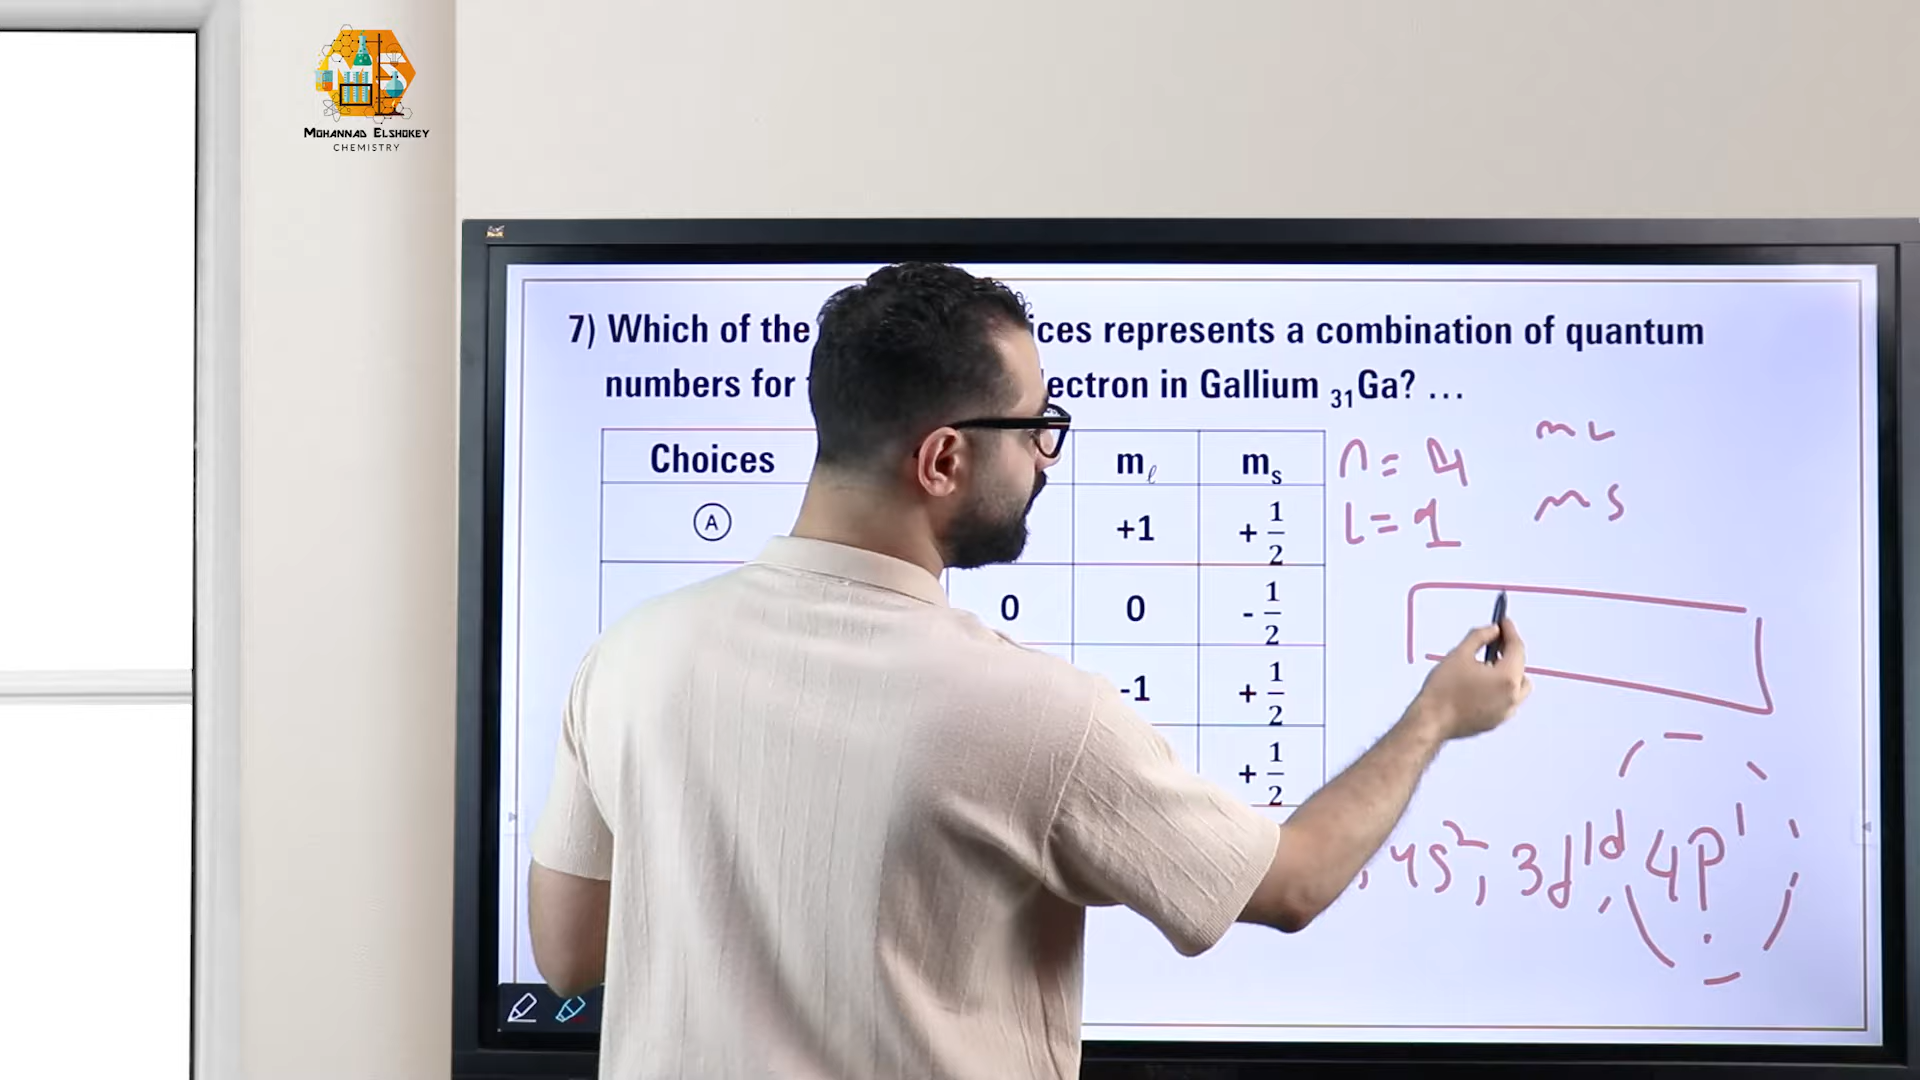 MOHANNAD ELSHOKEY
CHEMISTRY
7) Which of the ices represents a combination of quantum
numbers for lectron in Gallium ₃₁Ga? ...
Choices mℓ ms
A +1 +1/2
0 0 -1/2
-1 +1/2
+1/2
n = 4 mL
L = 1 ms
, 4s², 3d¹⁰, 4p¹